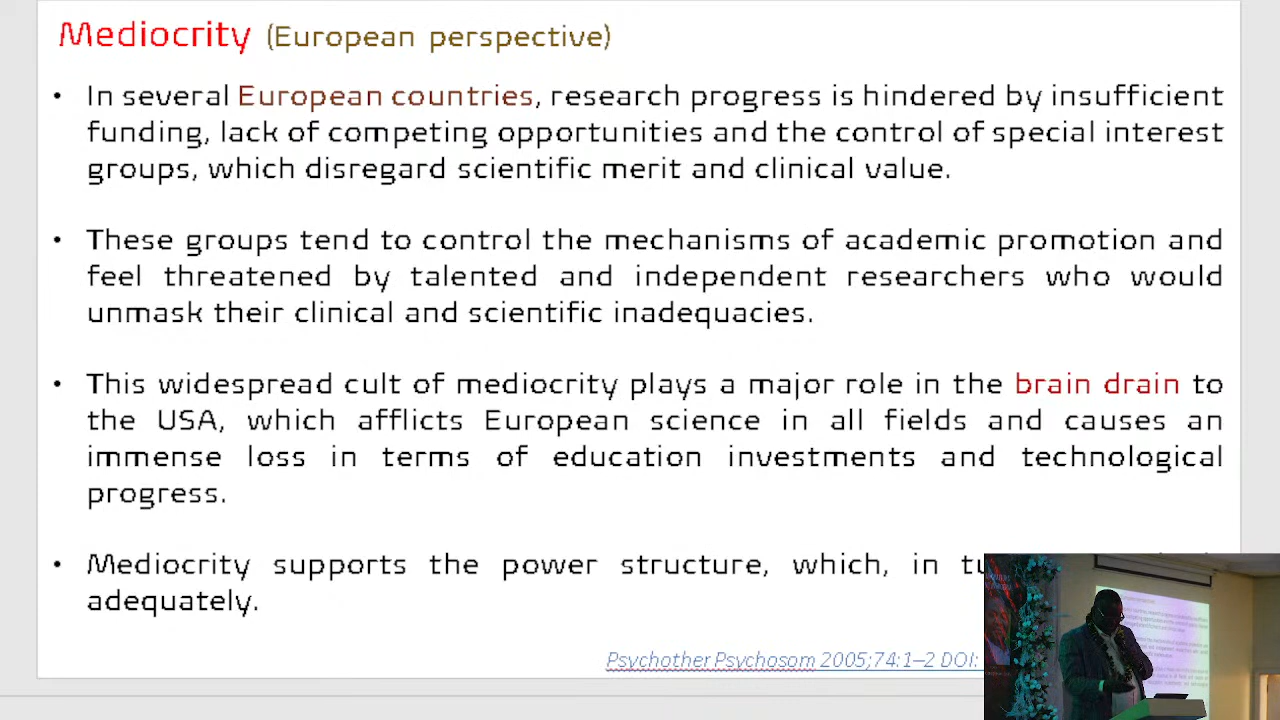 Mediocrity (European perspective)
• In several European countries, research progress is hindered by insufficient
funding, lack of competing opportunities and the control of special interest
groups, which disregard scientific merit and clinical value.
• These groups tend to control the mechanisms of academic promotion and
feel threatened by talented and independent researchers who would
unmask their clinical and scientific inadequacies.
• This widespread cult of mediocrity plays a major role in the brain drain to
the USA, which afflicts European science in all fields and causes an
immense loss in terms of education investments and technological
progress.
• Mediocrity supports the power structure, which, in
adequately.
Psychother Psychosom 2005;74:1–2 DOI: